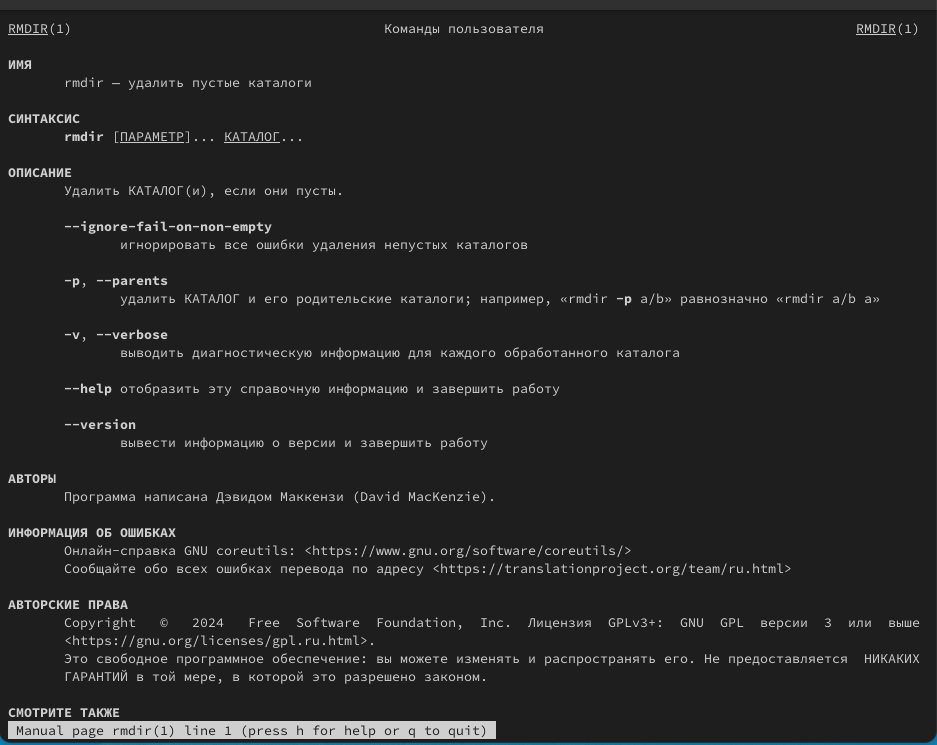 RMDIR(1) Команды пользователя RMDIR(1)
ИМЯ
rmdir — удалить пустые каталоги
СИНТАКСИС
rmdir [ПАРАМЕТР]... КАТАЛОГ...
ОПИСАНИЕ
Удалить КАТАЛОГ(и), если они пусты.
--ignore-fail-on-non-empty
игнорировать все ошибки удаления непустых каталогов
-p, --parents
удалить КАТАЛОГ и его родительские каталоги; например, «rmdir -p a/b» равнозначно «rmdir a/b a»
-v, --verbose
выводить диагностическую информацию для каждого обработанного каталога
--help отобразить эту справочную информацию и завершить работу
--version
вывести информацию о версии и завершить работу
АВТОРЫ
Программа написана Дэвидом Маккензи (David MacKenzie).
ИНФОРМАЦИЯ ОБ ОШИБКАХ
Онлайн-справка GNU coreutils: <https://www.gnu.org/software/coreutils/>
Сообщайте обо всех ошибках перевода по адресу <https://translationproject.org/team/ru.html>
АВТОРСКИЕ ПРАВА
Copyright © 2024 Free Software Foundation, Inc. Лицензия GPLv3+: GNU GPL версии 3 или выше
<https://gnu.org/licenses/gpl.ru.html>.
Это свободное программное обеспечение: вы можете изменять и распространять его. Не предоставляется НИКАКИХ
ГАРАНТИЙ в той мере, в которой это разрешено законом.
СМОТРИТЕ ТАКЖЕ
Manual page rmdir(1) line 1 (press h for help or q to quit)